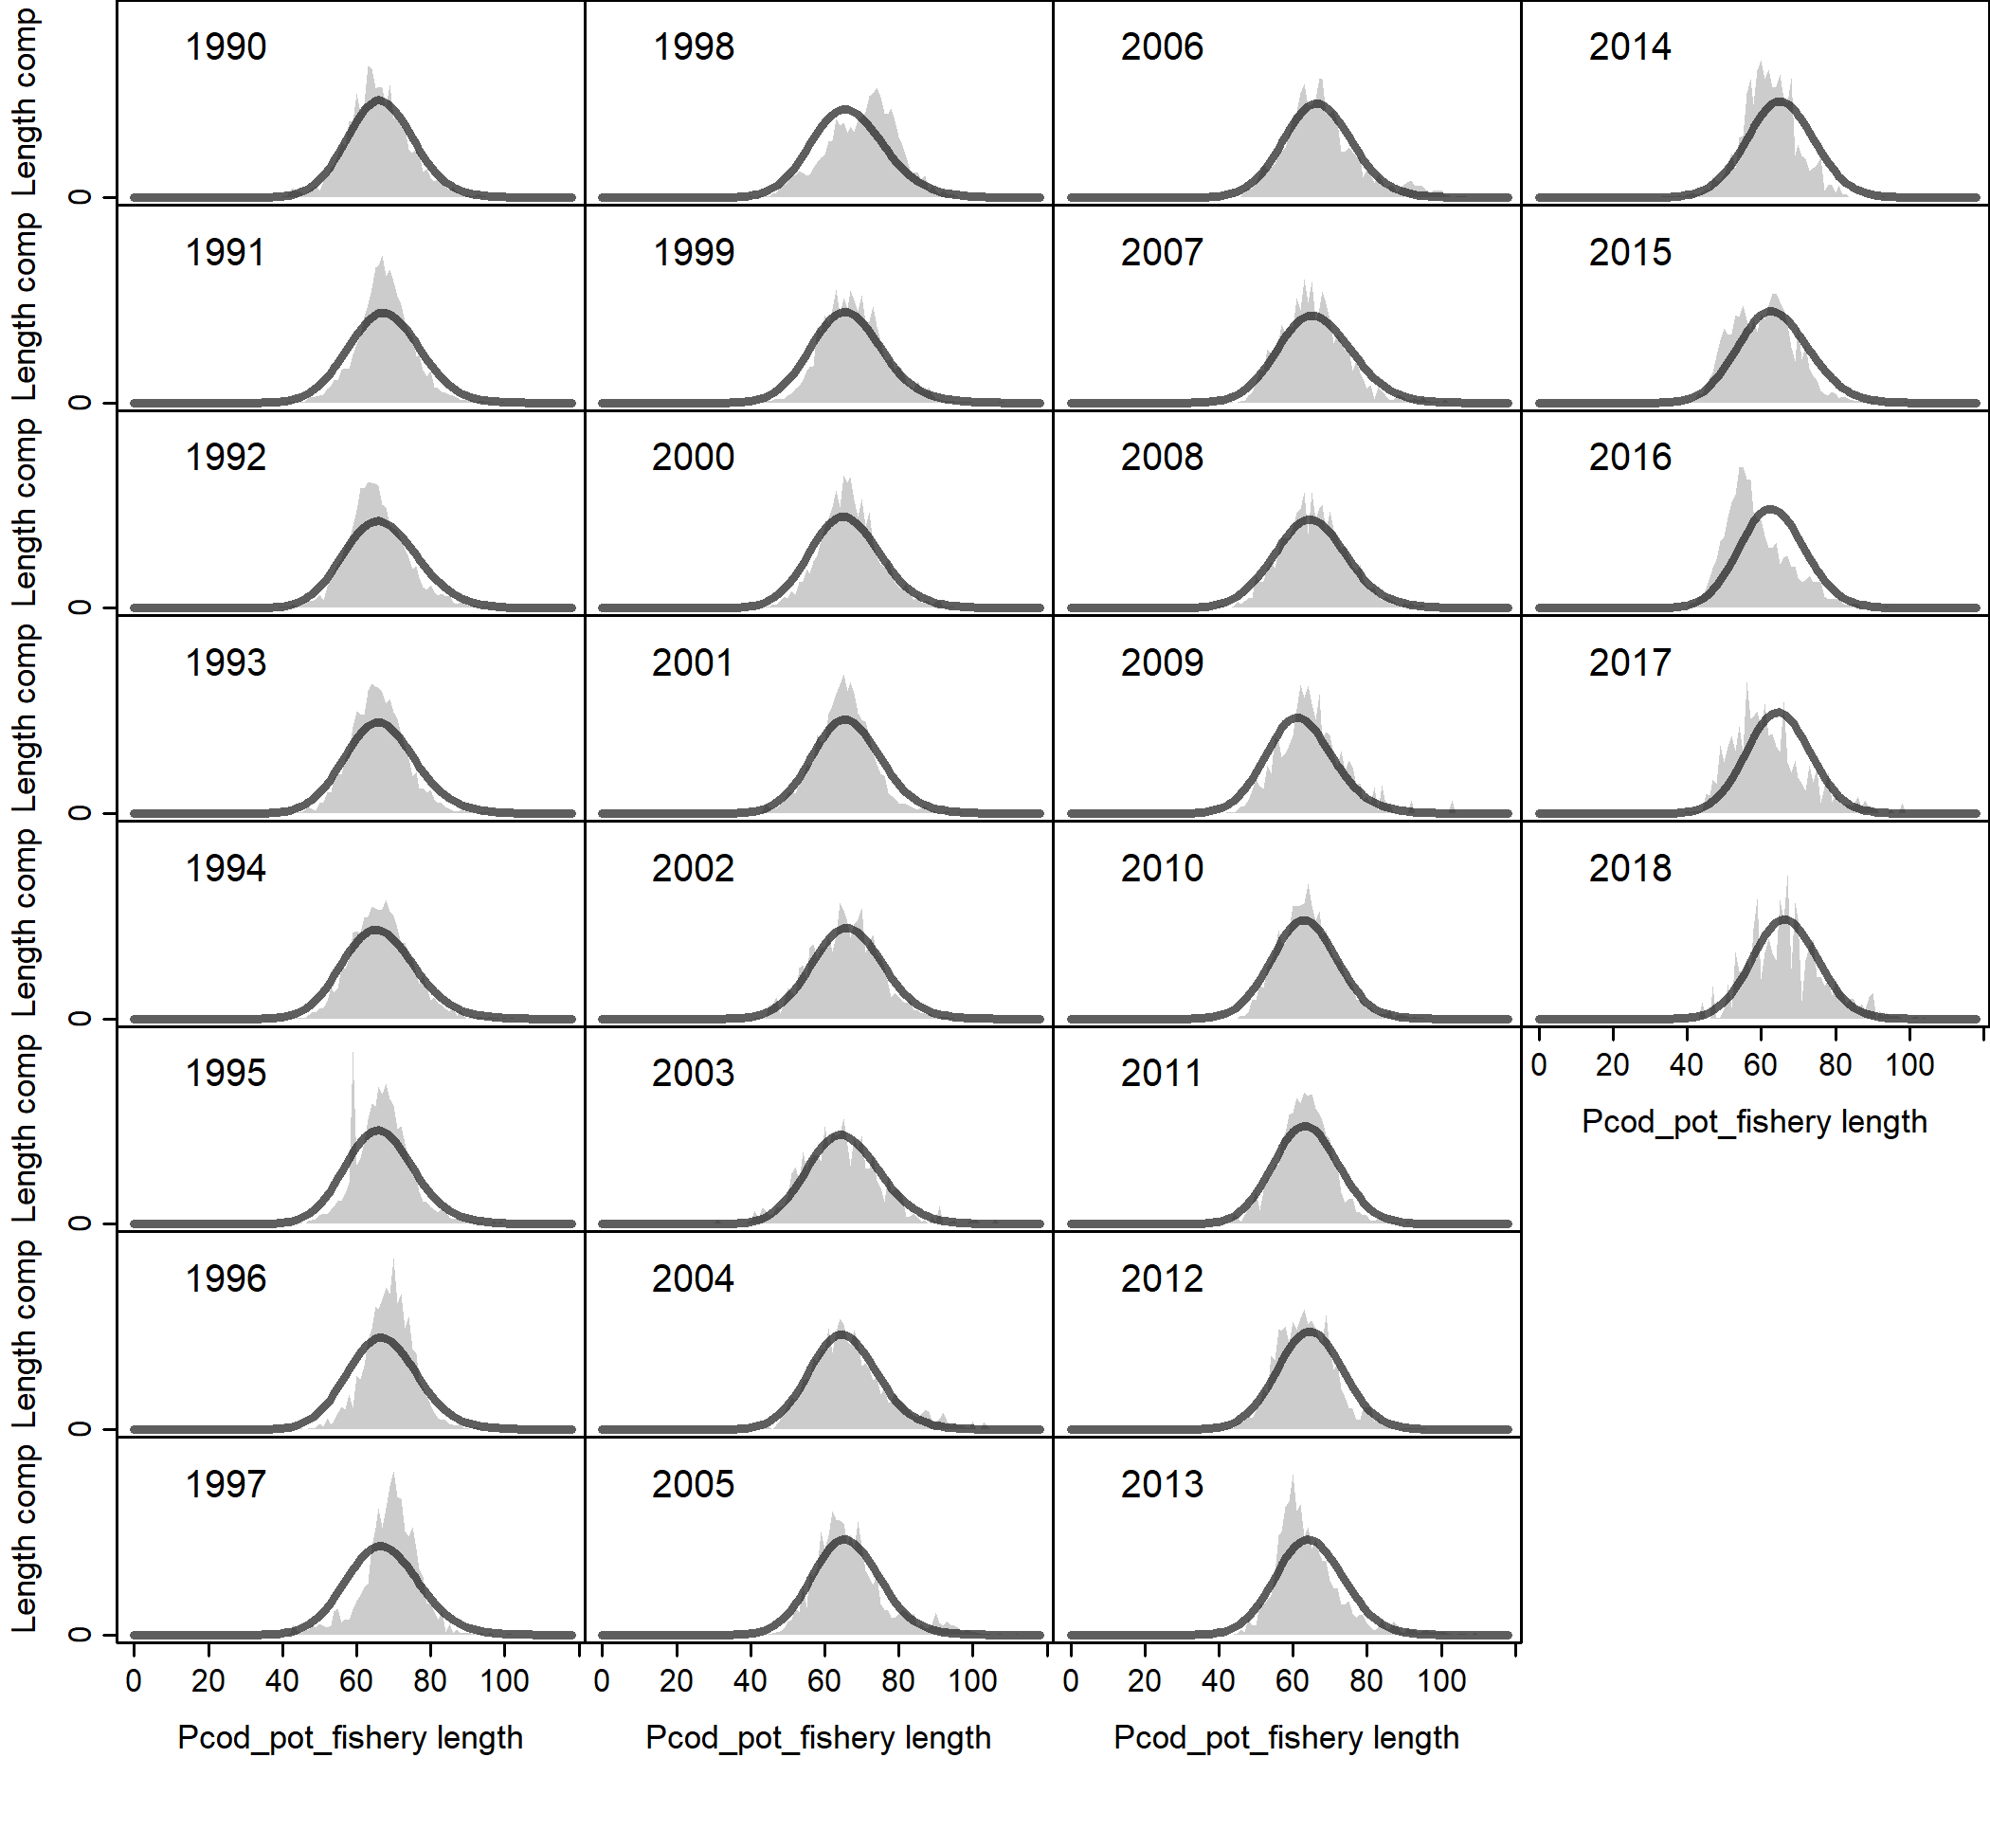 Length comp 0 1990 1998 2006 2014
Length comp 0 1991 1999 2007 2015
Length comp 0 1992 2000 2008 2016
Length comp 0 1993 2001 2009 2017
Length comp 0 1994 2002 2010 2018
0 20 40 60 80 100
Pcod_pot_fishery length
Length comp 0 1995 2003 2011
Length comp 0 1996 2004 2012
Length comp 0 1997 2005 2013
0 20 40 60 80 100 0 20 40 60 80 100 0 20 40 60 80 100
Pcod_pot_fishery length Pcod_pot_fishery length Pcod_pot_fishery length